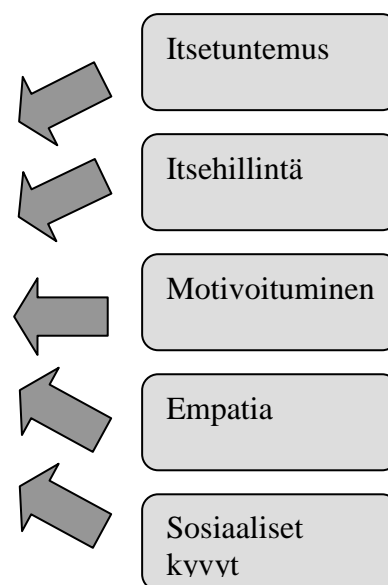 Itsetuntemus
Itsehillintä
Motivoituminen
Empatia
Sosiaaliset
kyvyt